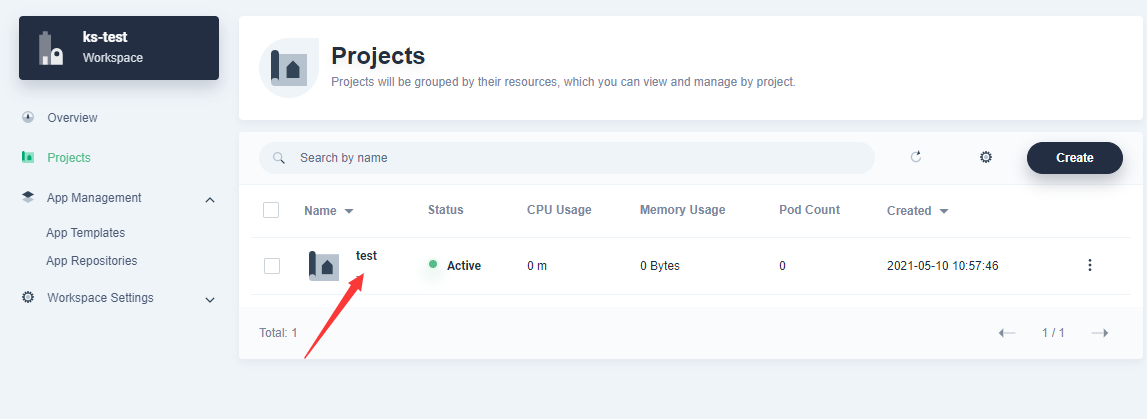 ks-test
Workspace
Overview
Projects
App Management
App Templates
App Repositories
Workspace Settings
Projects
Projects will be grouped by their resources, which you can view and manage by project.
Search by name
Create
Name Status CPU Usage Memory Usage Pod Count Created
test Active 0 m 0 Bytes 0 2021-05-10 10:57:46
-
Total: 1 1 / 1